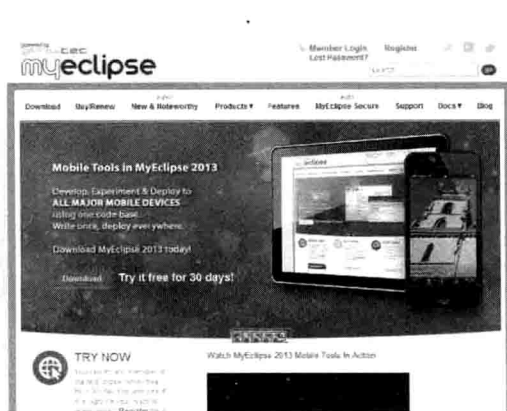 myeclipse
Member Login Register
Lost Password?
Download Buy/Renew New & Noteworthy Products Features MyEclipse Secure Support Docs Blog
Mobile Tools in MyEclipse 2013
Develop, Experiment & Deploy to
ALL MAJOR MOBILE DEVICES
using one code base.
Write once, deploy everywhere.
Download MyEclipse 2013 today!
Download Try it free for 30 days!
TRY NOW
Watch MyEclipse 2013 Mobile Tools In Action